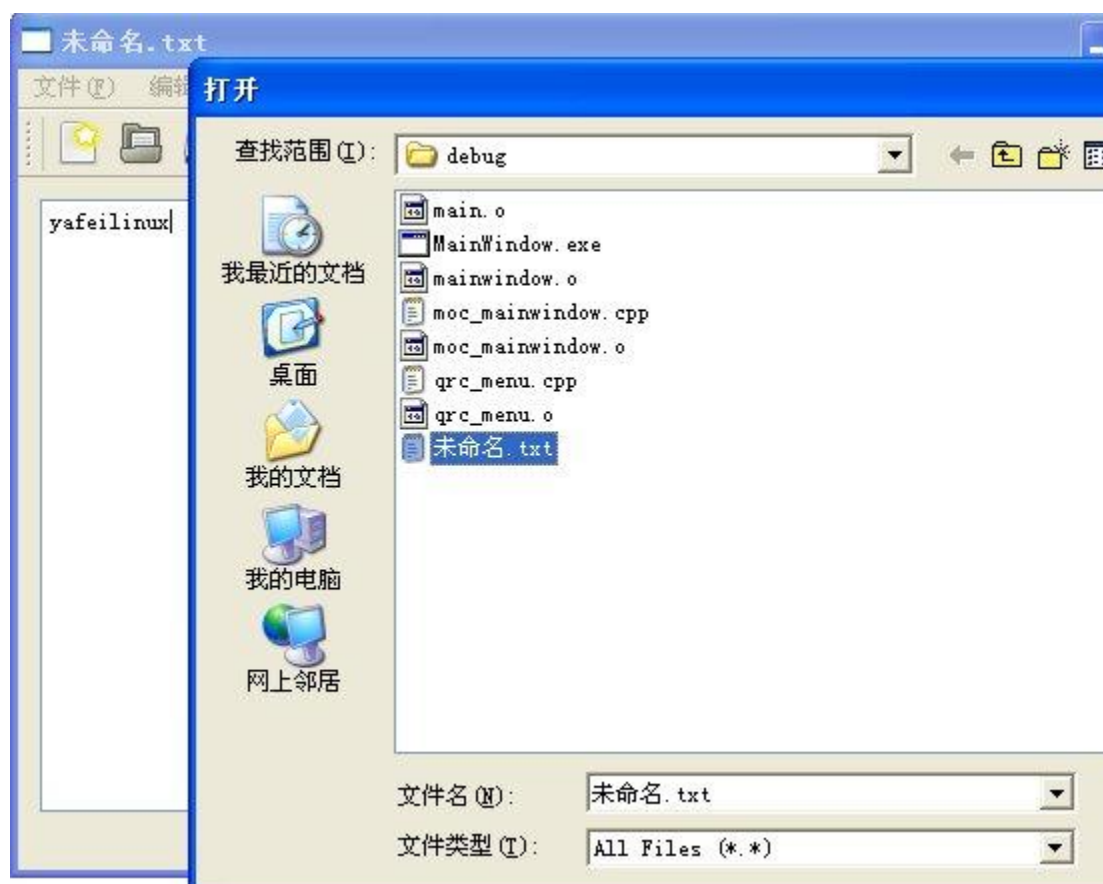 未命名.txt
文件(F) 编辑
打开
查找范围(I):
debug
yafeilinux
我最近的文档
桌面
我的文档
我的电脑
网上邻居
main.o
MainWindow.exe
mainwindow.o
moc_mainwindow.cpp
moc_mainwindow.o
qrc_menu.cpp
qrc_menu.o
未命名.txt
文件名(N):
未命名.txt
文件类型(T):
All Files (*.*)